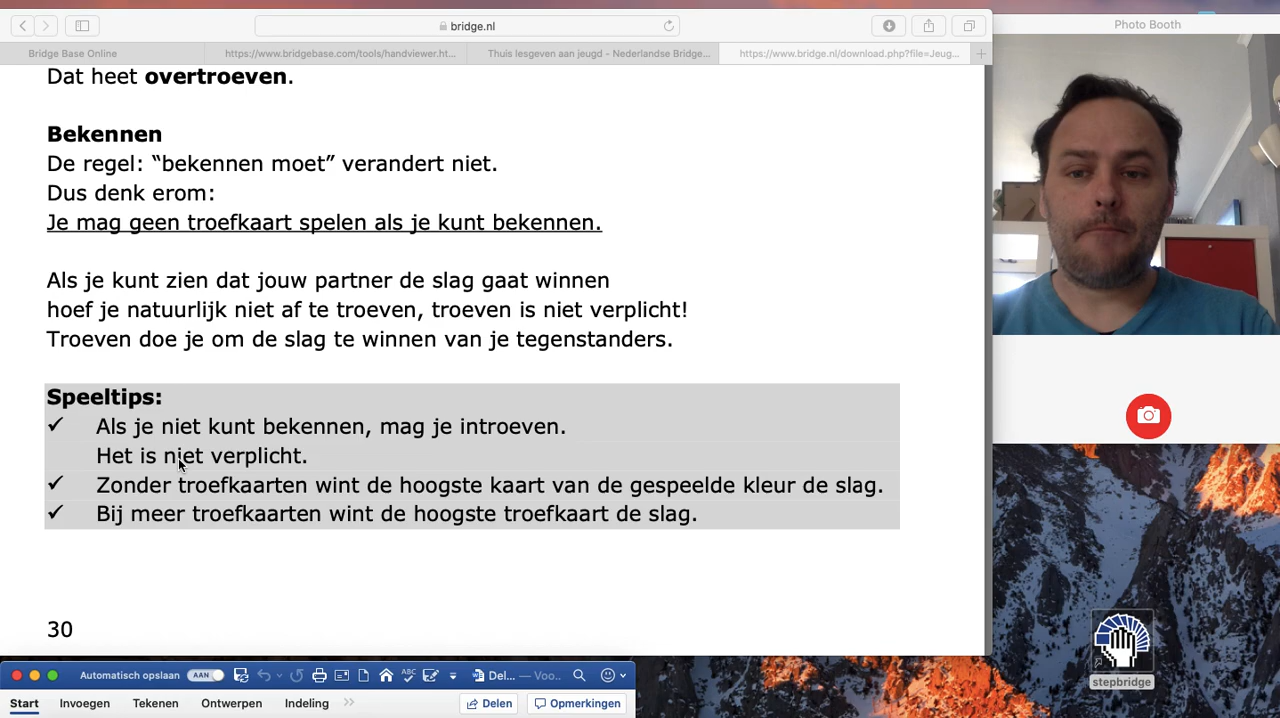 bridge.nl
Photo Booth
Bridge Base Online
https://www.bridgebase.com/tools/handviewer.ht...
Thuis lesgeven aan jeugd - Nederlandse Bridge...
https://www.bridge.nl/download.php?file=Jeug...
Dat heet overtroeven.
Bekennen
De regel: “bekennen moet” verandert niet.
Dus denk erom:
Je mag geen troefkaart spelen als je kunt bekennen.
Als je kunt zien dat jouw partner de slag gaat winnen
hoef je natuurlijk niet af te troeven, troeven is niet verplicht!
Troeven doe je om de slag te winnen van je tegenstanders.
Speeltips:
✓ Als je niet kunt bekennen, mag je introeven.
Het is niet verplicht.
✓ Zonder troefkaarten wint de hoogste kaart van de gespeelde kleur de slag.
✓ Bij meer troefkaarten wint de hoogste troefkaart de slag.
30
stepbridge
Automatisch opslaan AAN
ABC
Del... — Voo..
Start Invoegen Tekenen Ontwerpen Indeling >> Delen Opmerkingen